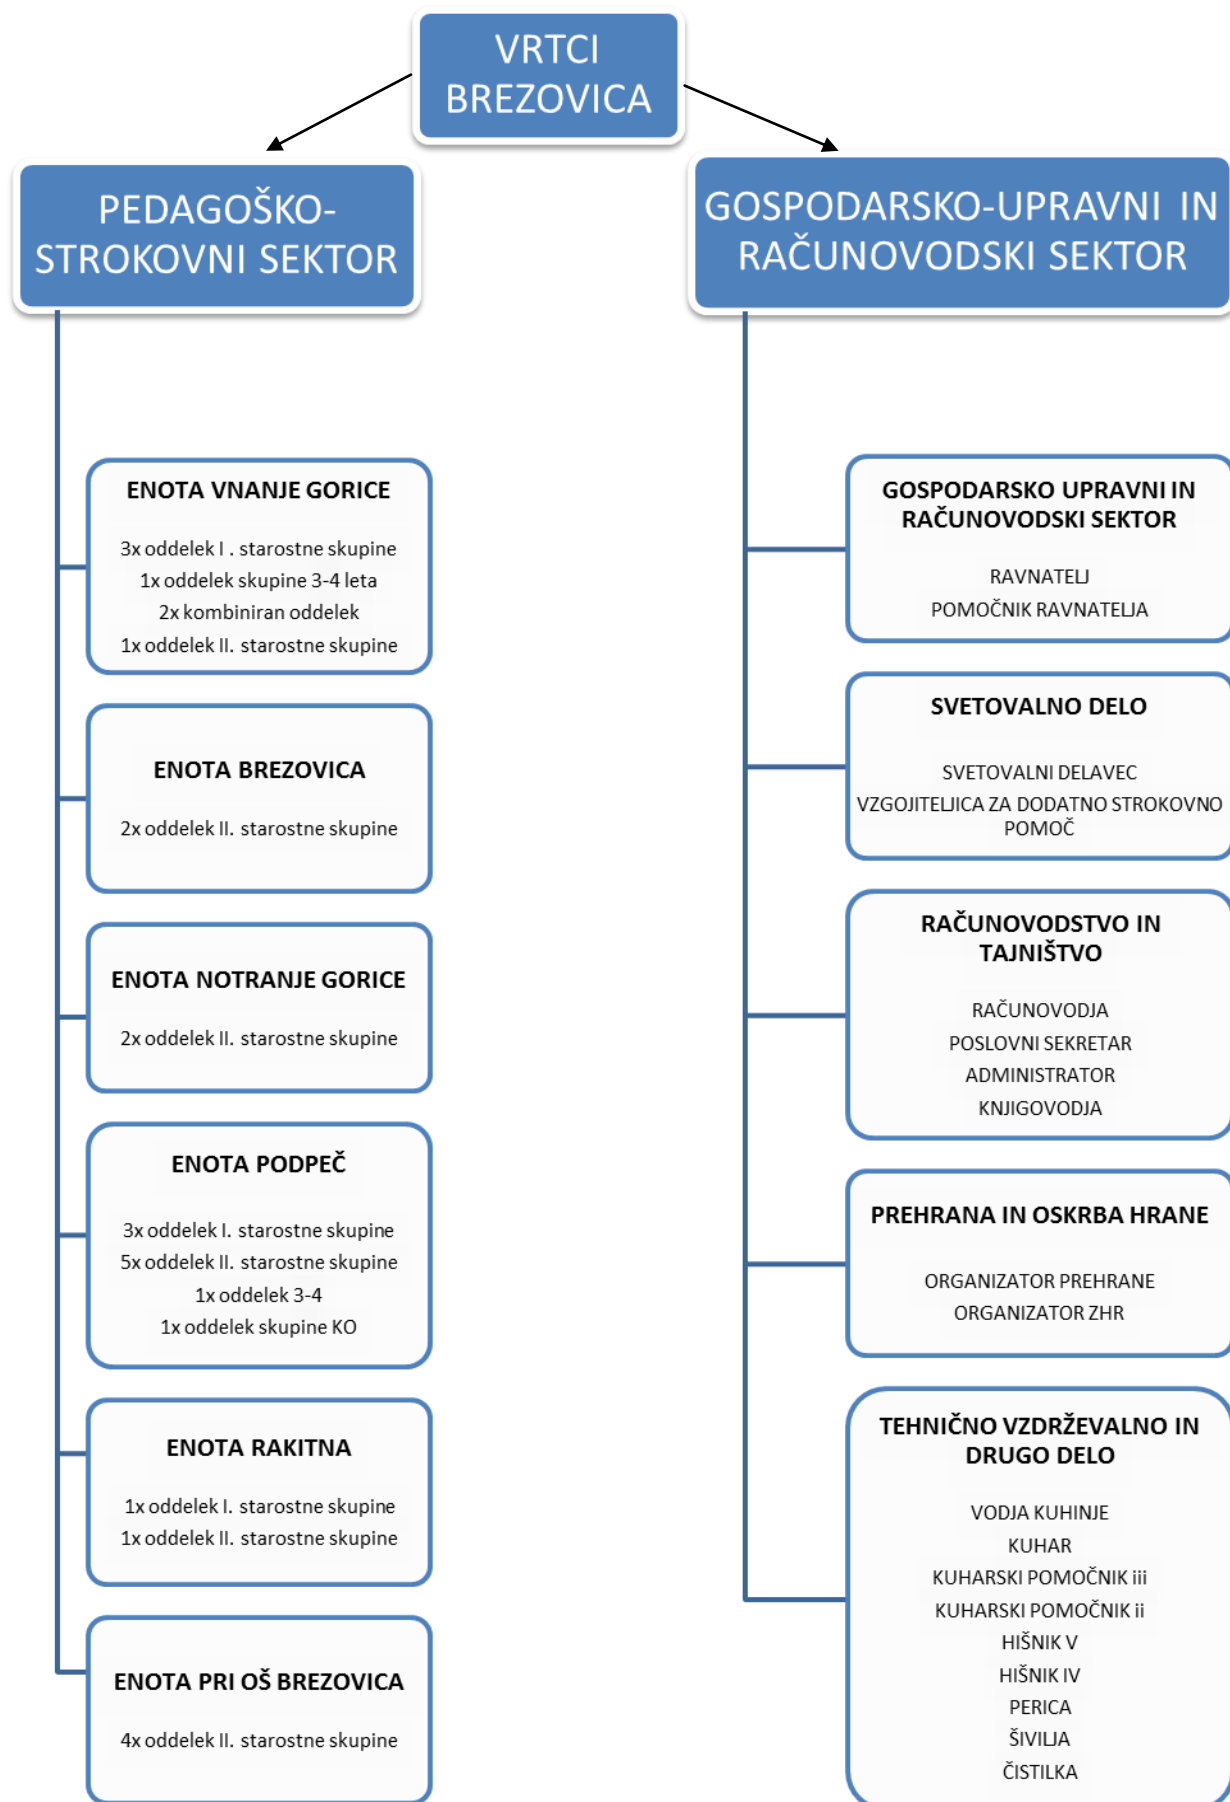 VRTCI
BREZOVICA
PEDAGOŠKO-
STROKOVNI SEKTOR
ENOTA VNANJE GORICE
3x oddelek I . starostne skupine
1x oddelek skupine 3-4 leta
2x kombiniran oddelek
1x oddelek II. starostne skupine
ENOTA BREZOVICA
2x oddelek II. starostne skupine
ENOTA NOTRANJE GORICE
2x oddelek II. starostne skupine
ENOTA PODPEČ
3x oddelek I. starostne skupine
5x oddelek II. starostne skupine
1x oddelek 3-4
1x oddelek skupine KO
ENOTA RAKITNA
1x oddelek I. starostne skupine
1x oddelek II. starostne skupine
ENOTA PRI OŠ BREZOVICA
4x oddelek II. starostne skupine
GOSPODARSKO-UPRAVNI IN
RAČUNOVODSKI SEKTOR
GOSPODARSKO UPRAVNI IN
RAČUNOVODSKI SEKTOR
RAVNATELJ
POMOČNIK RAVNATELJA
SVETOVALNO DELO
SVETOVALNI DELAVEC
VZGOJITELJICA ZA DODATNO STROKOVNO
POMOČ
RAČUNOVODSTVO IN
TAJNIŠTVO
RAČUNOVODJA
POSLOVNI SEKRETAR
ADMINISTRATOR
KNJIGOVODJA
PREHRANA IN OSKRBA HRANE
ORGANIZATOR PREHRANE
ORGANIZATOR ZHR
TEHNIČNO VZDRŽEVALNO IN
DRUGO DELO
VODJA KUHINJE
KUHAR
KUHARSKI POMOČNIK iii
KUHARSKI POMOČNIK ii
HIŠNIK V
HIŠNIK IV
PERICA
ŠIVILJA
ČISTILKA